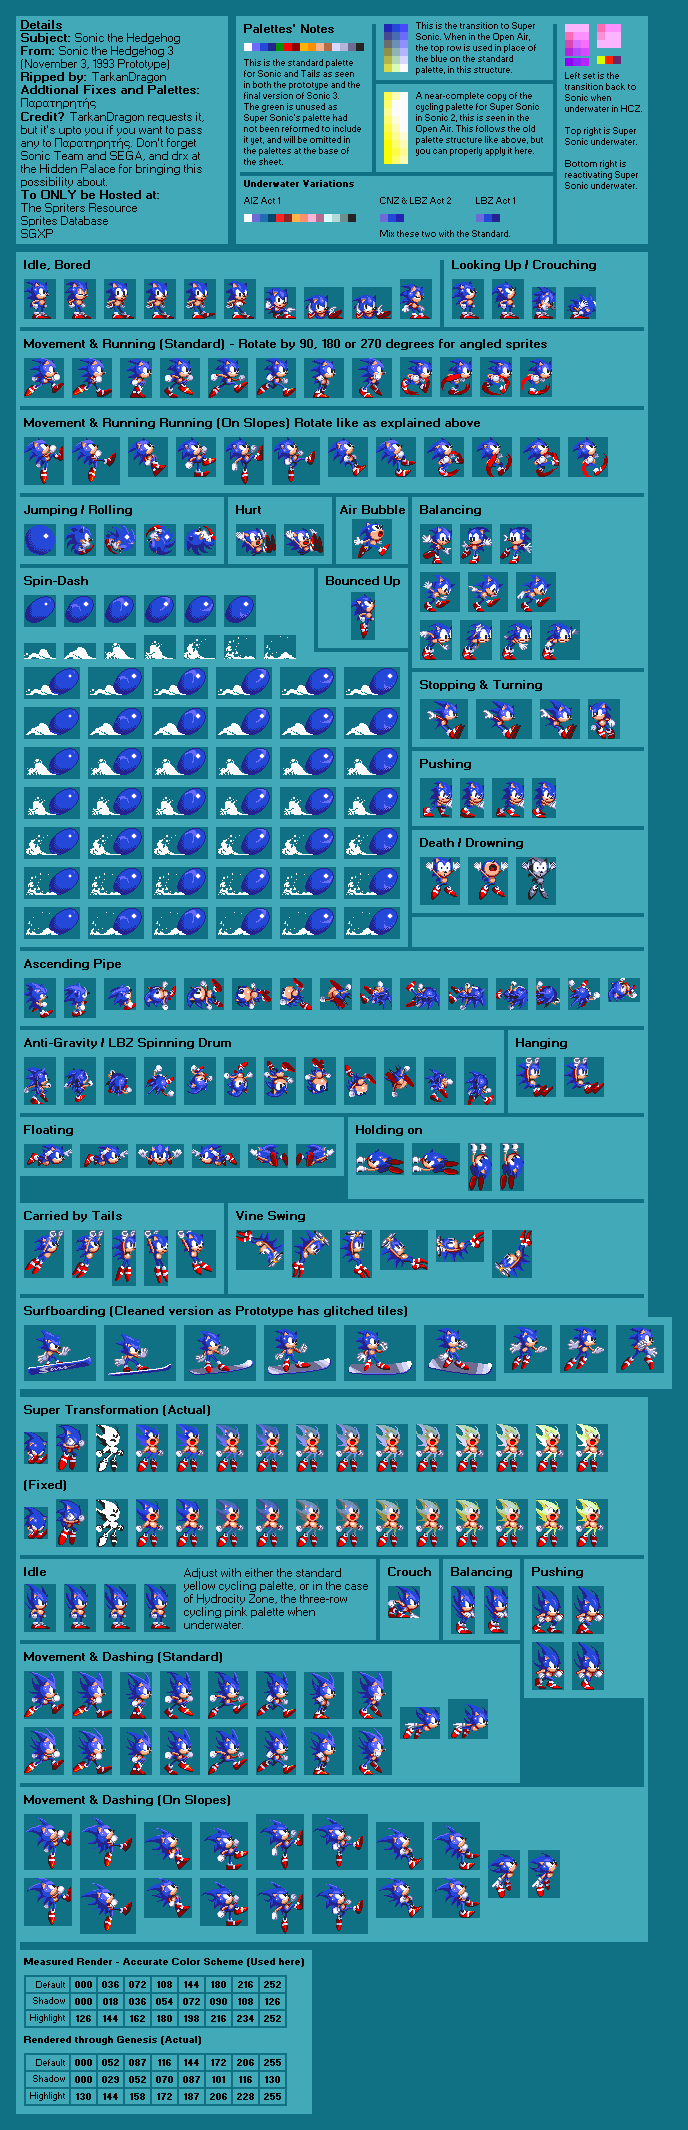 Details
Subject: Sonic the Hedgehog
From: Sonic the Hedgehog 3
(November 3, 1993 Prototype)
Ripped by: TarkanDragon
Addtional Fixes and Palettes:
Παρατηρητής
Credit? TarkanDragon requests it,
but it's upto you if you want to pass
any to Παρατηρητής. Don't forget
Sonic Team and SEGA, and drx at
the Hidden Palace for bringing this
possibility about.
To ONLY be Hosted at:
The Spriters Resource
Sprites Database
SGXP
Palettes' Notes
This is the standard palette
for Sonic and Tails as seen
in both the prototype and the
final version of Sonic 3.
The green is unused as
Super Sonic's palette had
not been reformed to include
it yet, and will be omitted in
the palettes at the base of
the sheet.
This is the transition to Super
Sonic. When in the Open Air,
the top row is used in place of
the blue on the standard
palette, in this structure.
A near-complete copy of the
cycling palette for Super Sonic
in Sonic 2, this is seen in the
Open Air. This follows the old
palette structure like above, but
you can properly apply it here.
Left set is the
transition back to
Sonic when
underwater in HCZ.
Top right is Super
Sonic underwater.
Bottom right is
reactivating Super
Sonic underwater.
Underwater Variations
AIZ Act 1
CNZ & LBZ Act 2
LBZ Act 1
Mix these two with the Standard.
Idle, Bored
Looking Up / Crouching
Movement & Running (Standard) - Rotate by 90, 180 or 270 degrees for angled sprites
Movement & Running Running (On Slopes) Rotate like as explained above
Jumping / Rolling
Hurt
Air Bubble
Balancing
Spin-Dash
Bounced Up
Stopping & Turning
Pushing
Death / Drowning
Ascending Pipe
Anti-Gravity / LBZ Spinning Drum
Hanging
Floating
Holding on
Carried by Tails
Vine Swing
Surfboarding (Cleaned version as Prototype has glitched tiles)
Super Transformation (Actual)
(Fixed)
Idle
Adjust with either the standard
yellow cycling palette, or in the case
of Hydrocity Zone, the three-row
cycling pink palette when
underwater.
Crouch
Balancing
Pushing
Movement & Dashing (Standard)
Movement & Dashing (On Slopes)
Measured Render - Accurate Color Scheme (Used here)
Default 000 036 072 108 144 180 216 252
Shadow 000 018 036 054 072 090 108 126
Highlight 126 144 162 180 198 216 234 252
Rendered through Genesis (Actual)
Default 000 052 087 116 144 172 206 255
Shadow 000 029 052 070 087 101 116 130
Highlight 130 144 158 172 187 206 228 255